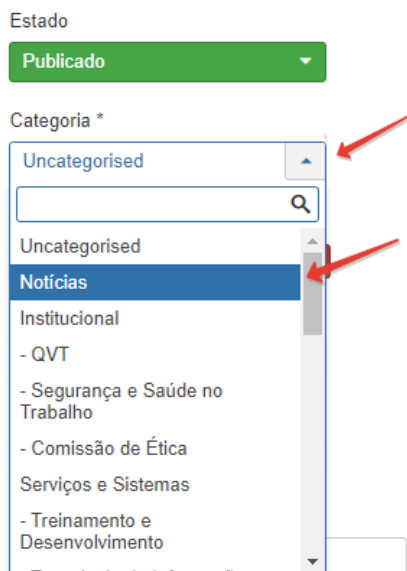 Estado
Publicado
Categoria *
Uncategorised
Uncategorised
Notícias
Institucional
- QVT
- Segurança e Saúde no
Trabalho
- Comissão de Ética
Serviços e Sistemas
- Treinamento e
Desenvolvimento